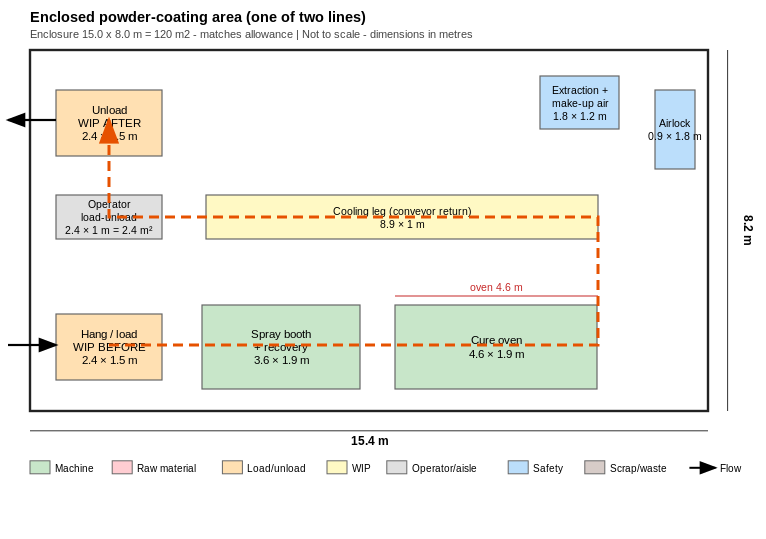 Enclosed powder-coating area (one of two lines)
Enclosure 15.0 x 8.0 m = 120 m2 - matches allowance | Not to scale - dimensions in metres
Unload
WIP AFTER
2.4 × 1.5 m
Extraction +
make-up air
1.8 × 1.2 m
Airlock
0.9 × 1.8 m
Operator
load-unload
2.4 × 1 m = 2.4 m²
Cooling leg (conveyor return)
8.9 × 1 m
8.2 m
oven 4.6 m
Hang / load
WIP BEFORE
2.4 × 1.5 m
Spray booth
+ recovery
3.6 × 1.9 m
Cure oven
4.6 × 1.9 m
15.4 m
Machine
Raw material
Load/unload
WIP
Operator/aisle
Safety
Scrap/waste
Flow